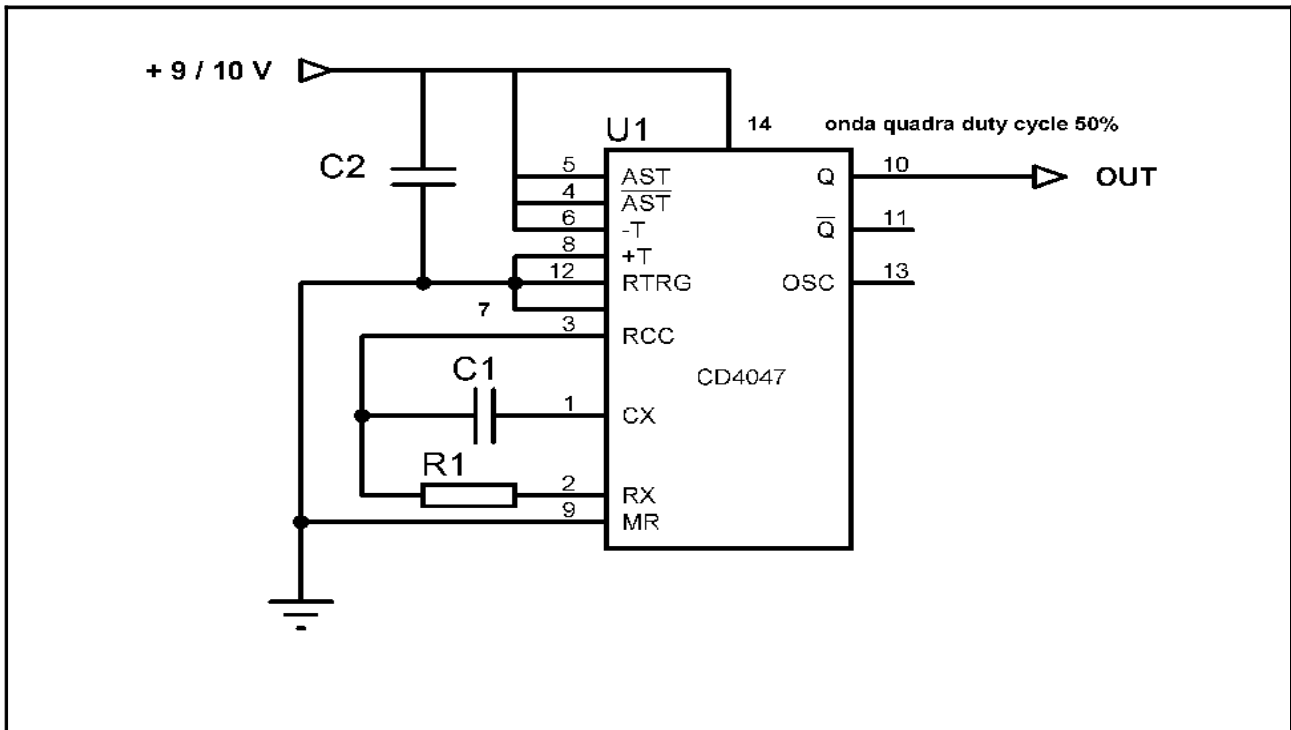 + 9 / 10 V
U1
14
onda quadra duty cycle 50%
C2
5
AST
Q
10
OUT
4
AST
6
-T
Q
11
8
+T
12
RTRG
OSC
13
7
3
RCC
C1
CD4047
1
CX
R1
2
RX
9
MR